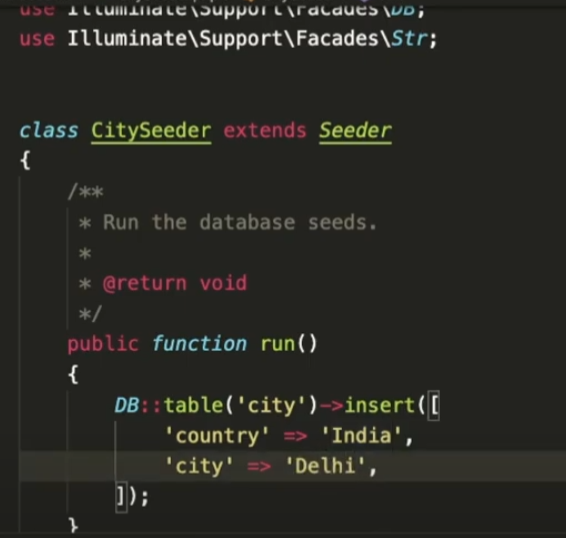 use Illuminate\Support\Facades\DB;
use Illuminate\Support\Facades\Str;
class CitySeeder extends Seeder
{
/**
* Run the database seeds.
*
* @return void
*/
public function run()
{
DB::table('city')->insert([
'country' => 'India',
'city' => 'Delhi',
]);
}